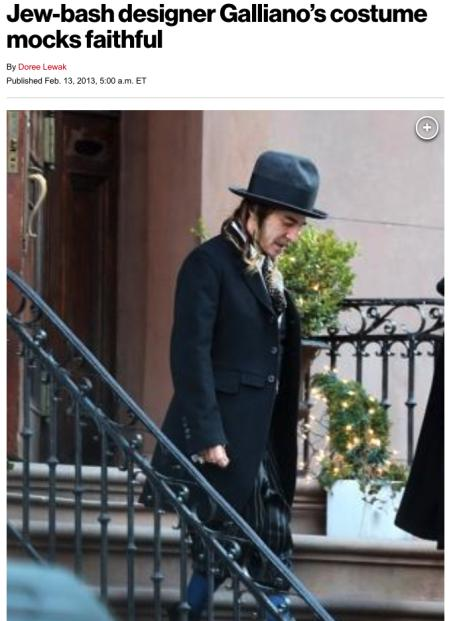 Jew-bash designer Galliano's costume
mocks faithful
By Doree Lewak
Published Feb. 13, 2013, 5:00 a.m. ET